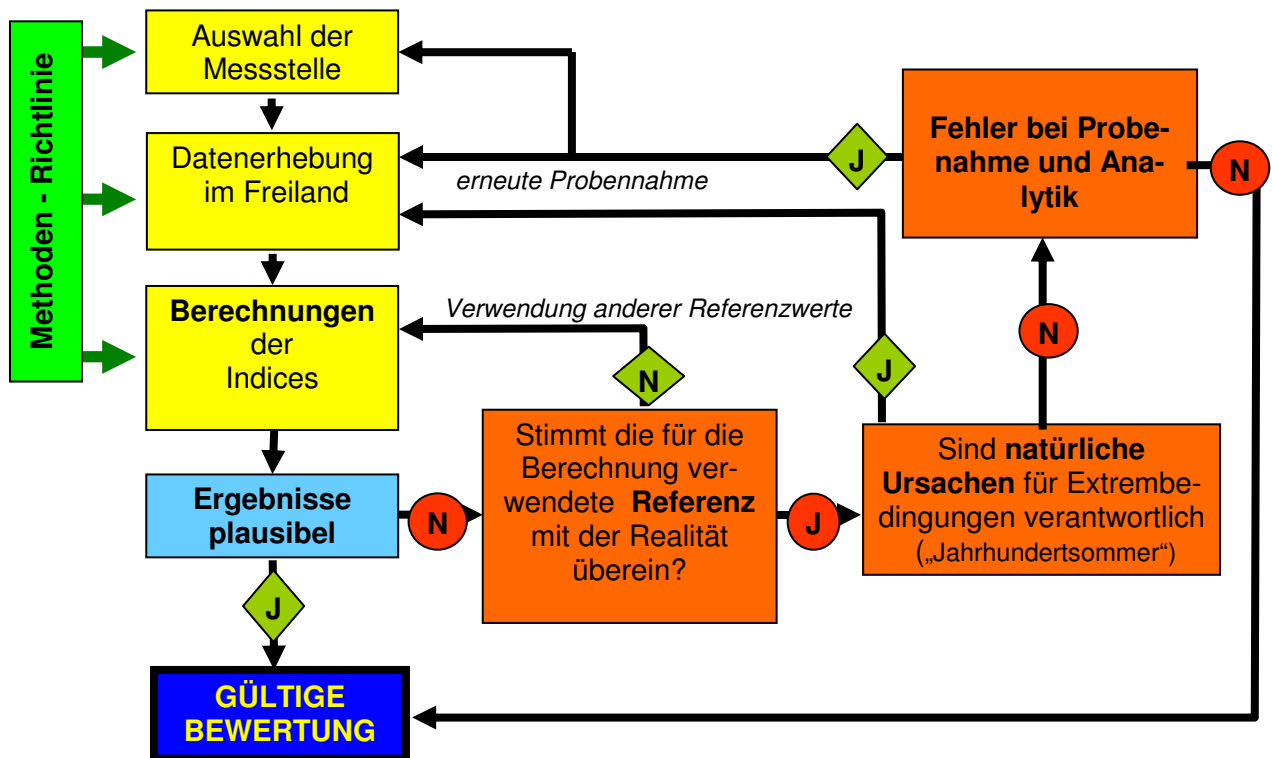 Methoden - Richtlinie
Auswahl der
Messstelle
Datenerhebung
im Freiland
Berechnungen
der
Indices
Ergebnisse
plausibel
J
GÜLTIGE
BEWERTUNG
N
Stimmt die für die
Berechnung ver-
wendete Referenz
mit der Realität
überein?
N
Verwendung anderer Referenzwerte
J
Sind natürliche
Ursachen für Extrembe-
dingungen verantwortlich
(„Jahrhundertsommer“)
J
N
Fehler bei Probe-
nahme und Ana-
lytik
J
erneute Probennahme
N